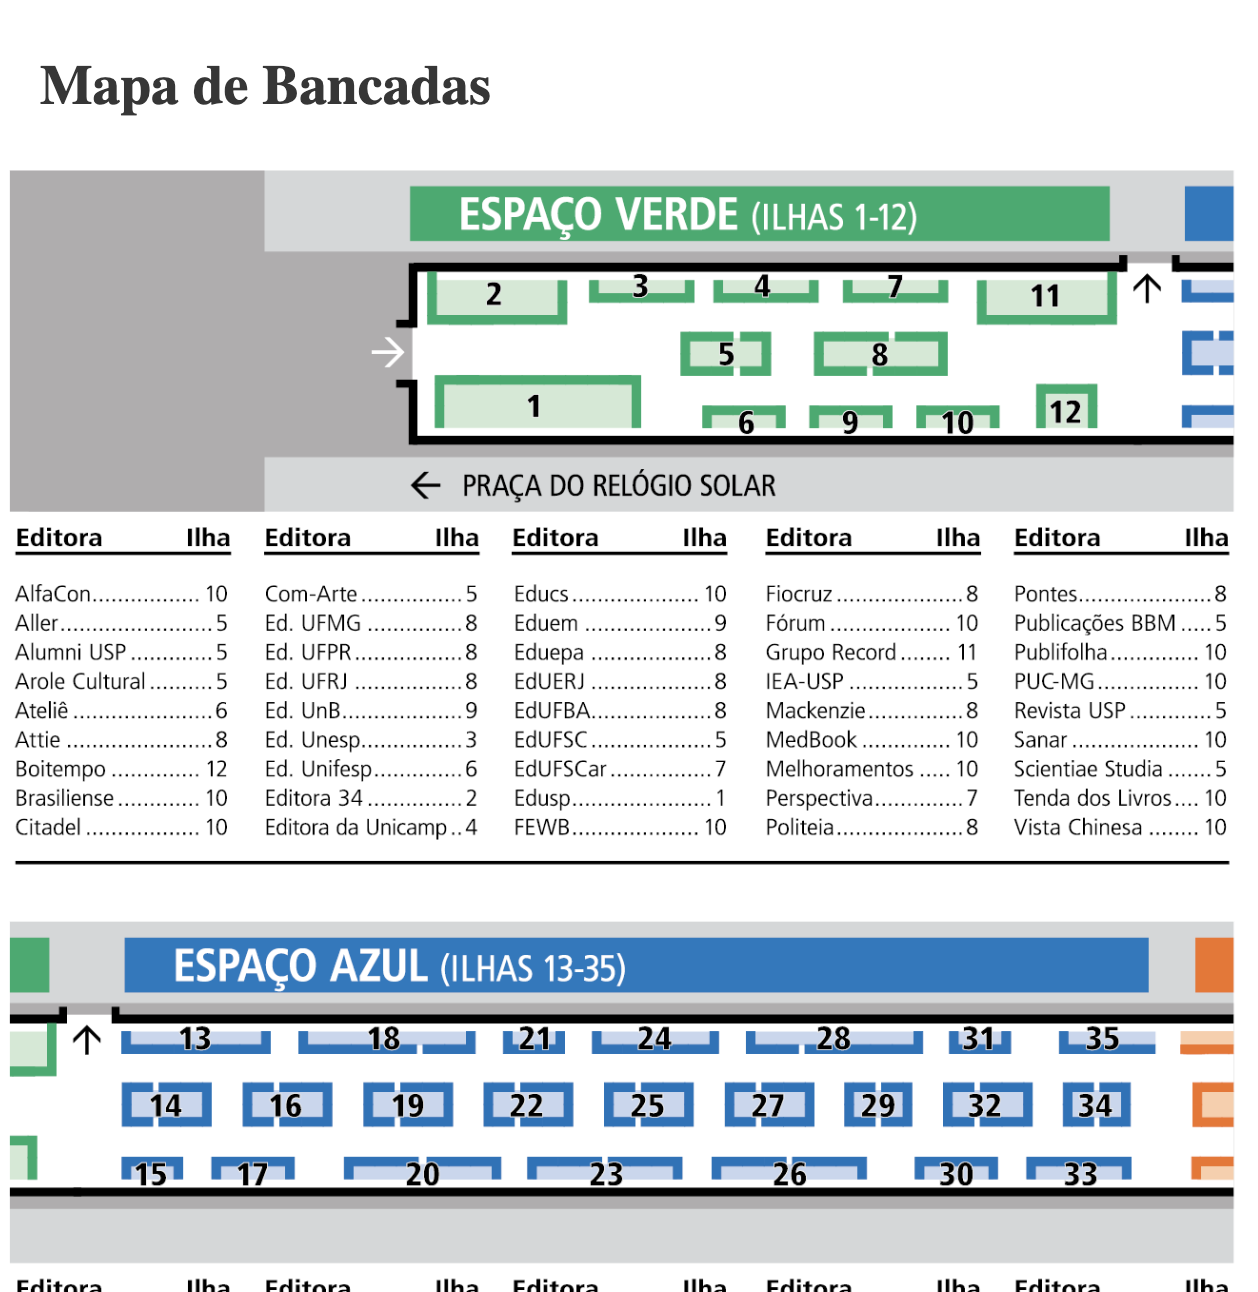 Mapa de Bancadas
ESPAÇO VERDE (ILHAS 1-12)
2 3 4 7 11
5 8
1 6 9 10 12
← PRAÇA DO RELÓGIO SOLAR
Editora Ilha Editora Ilha Editora Ilha Editora Ilha Editora Ilha
AlfaCon................. 10 Com-Arte................ 5 Educs.................... 10 Fiocruz.................... 8 Pontes..................... 8
Aller........................ 5 Ed. UFMG ............... 8 Eduem .................... 9 Fórum ................... 10 Publicações BBM ..... 5
Alumni USP............. 5 Ed. UFPR................. 8 Eduepa ................... 8 Grupo Record........ 11 Publifolha............... 10
Arole Cultural.......... 5 Ed. UFRJ ................. 8 EdUERJ ................... 8 IEA-USP .................. 5 PUC-MG................. 10
Ateliê ...................... 6 Ed. UnB................... 9 EdUFBA................... 8 Mackenzie............... 8 Revista USP............. 5
Attie ....................... 8 Ed. Unesp................ 3 EdUFSC................... 5 MedBook .............. 10 Sanar .................... 10
Boitempo .............. 12 Ed. Unifesp.............. 6 EdUFSCar................ 7 Melhoramentos ..... 10 Scientiae Studia ....... 5
Brasiliense............. 10 Editora 34 ............... 2 Edusp...................... 1 Perspectiva.............. 7 Tenda dos Livros.... 10
Citadel .................. 10 Editora da Unicamp.. 4 FEWB.................... 10 Politeia.................... 8 Vista Chinesa ........ 10
ESPAÇO AZUL (ILHAS 13-35)
13 18 21 24 28 31 35
14 16 19 22 25 27 29 32 34
15 17 20 23 26 30 33
Editora Ilha Editora Ilha Editora Ilha Editora Ilha Editora Ilha